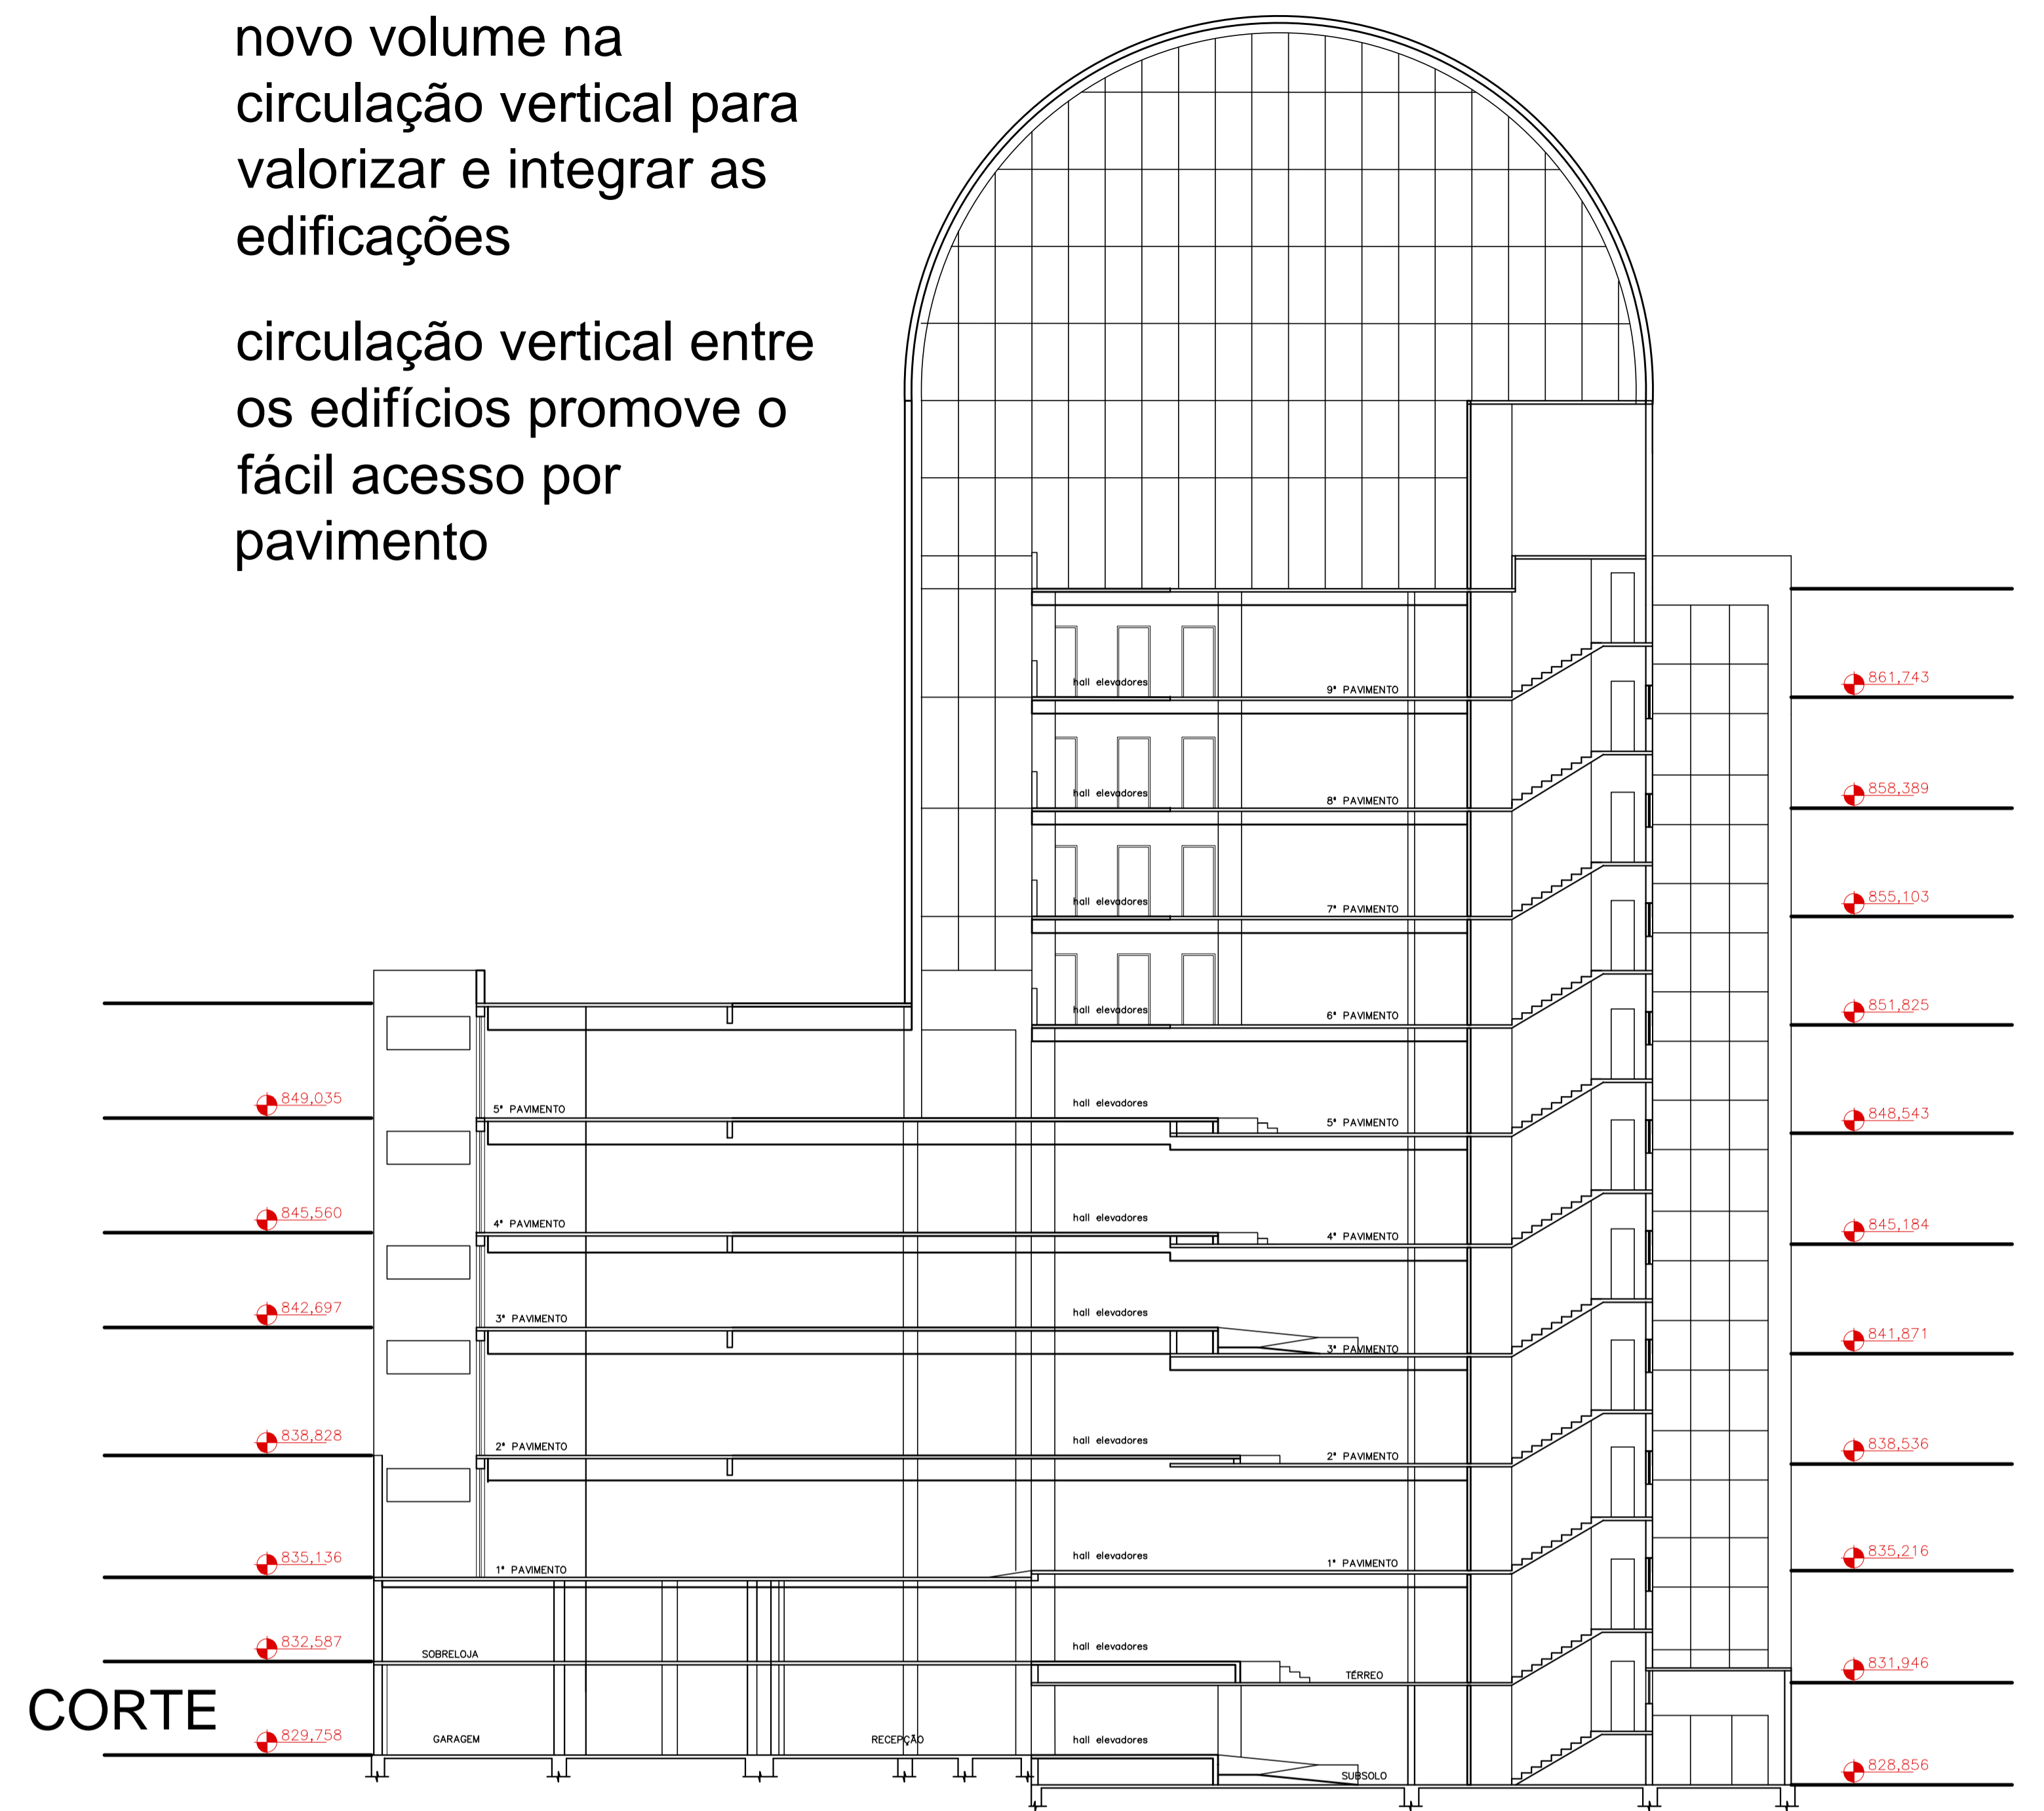 novo volume na
circulação vertical para
valorizar e integrar as
edificações
circulação vertical entre
os edifícios promove o
fácil acesso por
pavimento
hall elevadores
9° PAVIMENTO
861,743
hall elevadores
8° PAVIMENTO
858,389
hall elevadores
7° PAVIMENTO
855,103
hall elevadores
6° PAVIMENTO
851,825
849,035
5° PAVIMENTO
hall elevadores
5° PAVIMENTO
848,543
845,560
4° PAVIMENTO
hall elevadores
4° PAVIMENTO
845,184
842,697
3° PAVIMENTO
hall elevadores
3° PAVIMENTO
841,871
838,828
2° PAVIMENTO
hall elevadores
2° PAVIMENTO
838,536
835,136
1° PAVIMENTO
hall elevadores
1° PAVIMENTO
835,216
832,587
SOBRELOJA
hall elevadores
TÉRREO
831,946
CORTE
829,758
GARAGEM
RECEPÇÃO
hall elevadores
SUBSOLO
828,856